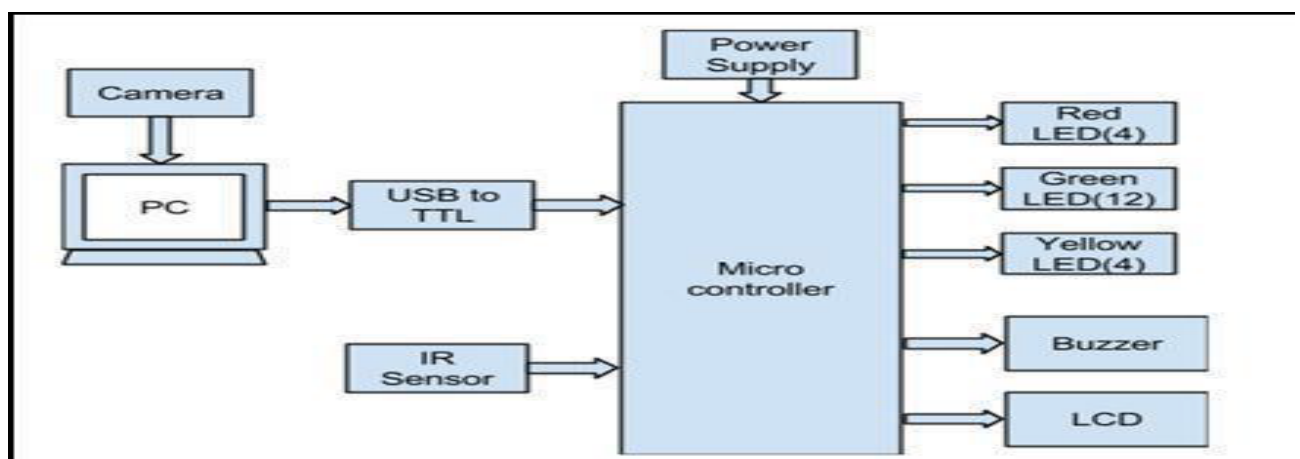 Camera
PC
USB to
TTL
IR
Sensor
Power
Supply
Micro
controller
Red
LED(4)
Green
LED(12)
Yellow
LED(4)
Buzzer
LCD